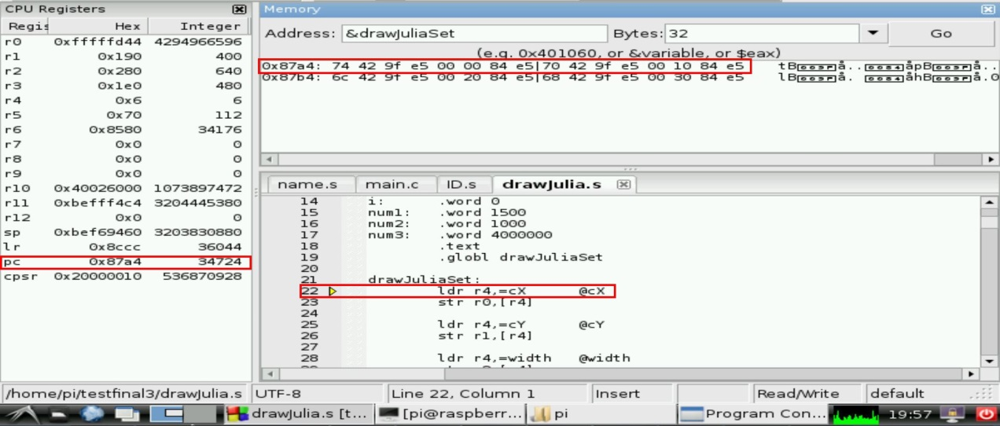 CPU Registers
Regis Hex Integer
r0 0xfffffd44 4294966596
r1 0x190 400
r2 0x280 640
r3 0x1e0 480
r4 0x6 6
r5 0x70 112
r6 0x8580 34176
r7 0x0 0
r8 0x0 0
r9 0x0 0
r10 0x40026000 1073897472
r11 0xbefff4c4 3204445380
r12 0x0 0
sp 0xbef69460 3203830880
lr 0x8ccc 36044
pc 0x87a4 34724
cpsr 0x20000010 536870928
Memory
Address: &drawJuliaSet Bytes: 32 Go
(e.g. 0x401060, or &variable, or $eax)
0x87a4: 74 42 9f e5 00 00 84 e5|70 42 9f e5 00 10 84 e5 tB å.. åpB å..
0x87b4: 6c 42 9f e5 00 20 84 e5|68 42 9f e5 00 30 84 e5 lB å. åhB å.0
name.s main.c ID.s drawJulia.s
14 i: .word 0
15 num1: .word 1500
16 num2: .word 1000
17 num3: .word 4000000
18 .text
19 .globl drawJuliaSet
20
21 drawJuliaSet:
22 ldr r4,=cX @cX
23 str r0,[r4]
24
25 ldr r4,=cY @cY
26 str r1,[r4]
27
28 ldr r4,=width @width
/home/pi/testfinal3/drawJulia.s UTF-8 Line 22, Column 1 Insert Read/Write default
drawJulia.s [t... [pi@raspberr... pi Program Con... 19:57